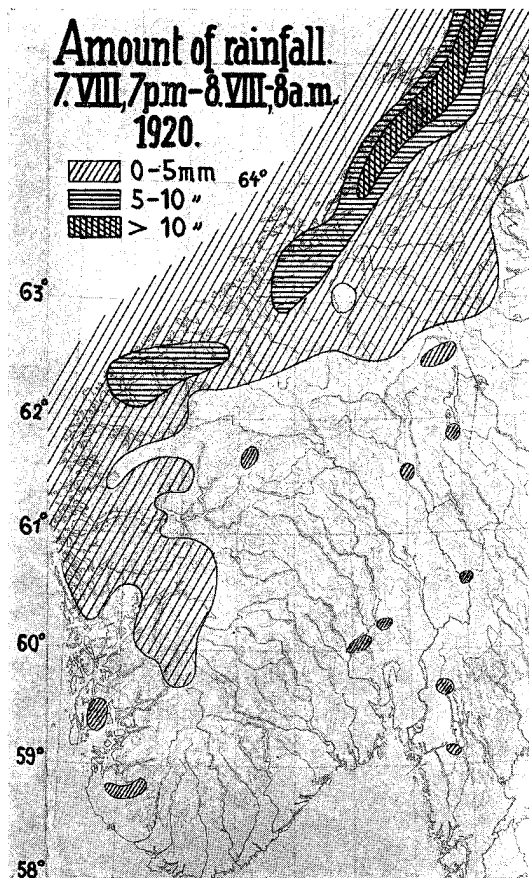 Amount of rainfall.
7.VIII,7p.m–8.VIII,8a.m.
1920.
0-5mm
5-10 "
> 10 "
64°
63°
62°
61°
60°
59°
58°